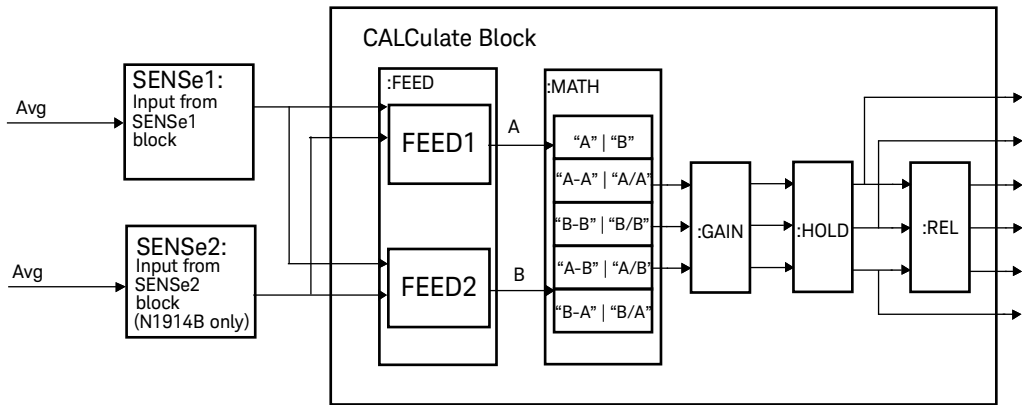 CALCulate Block
SENSe1:
Input from
SENSe1
block
Avg
:FEED
FEED1
A
:MATH
“A” | “B”
“A-A” | “A/A”
“B-B” | “B/B”
“A-B” | “A/B”
“B-A” | “B/A”
:GAIN
:HOLD
:REL
SENSe2:
Input from
SENSe2
block
(N1914B only)
Avg
FEED2
B